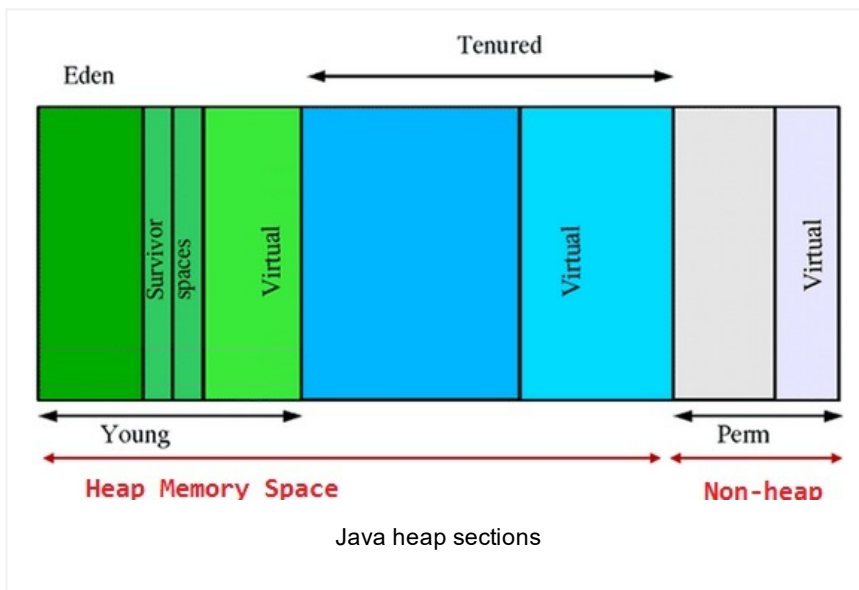 Tenured
Eden
Survivor
spaces
Virtual
Virtual
Virtual
Young
Perm
Heap Memory Space
Non-heap
Java heap sections